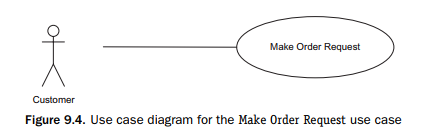 Make Order Request
Customer
Figure 9.4. Use case diagram for the Make Order Request use case